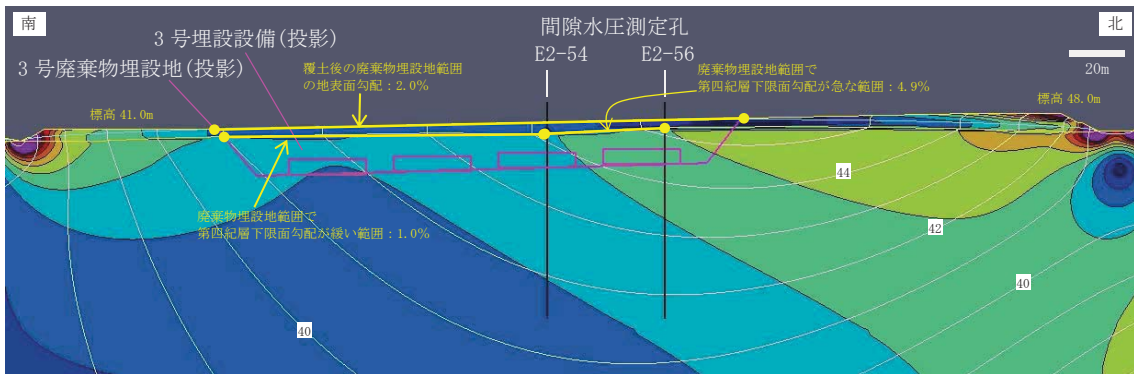 南
北
3 号埋設設備(投影)
3 号廃棄物埋設地(投影)
間隙水圧測定孔
E2-54
E2-56
20m
覆土後の廃棄物埋設地範囲
の地表面勾配：2.0%
廃棄物埋設地範囲で
第四紀層下限面勾配が急な範囲：4.9%
標高 41.0m
標高 48.0m
廃棄物埋設地範囲で
第四紀層下限面勾配が緩い範囲：1.0%
44
42
40
40